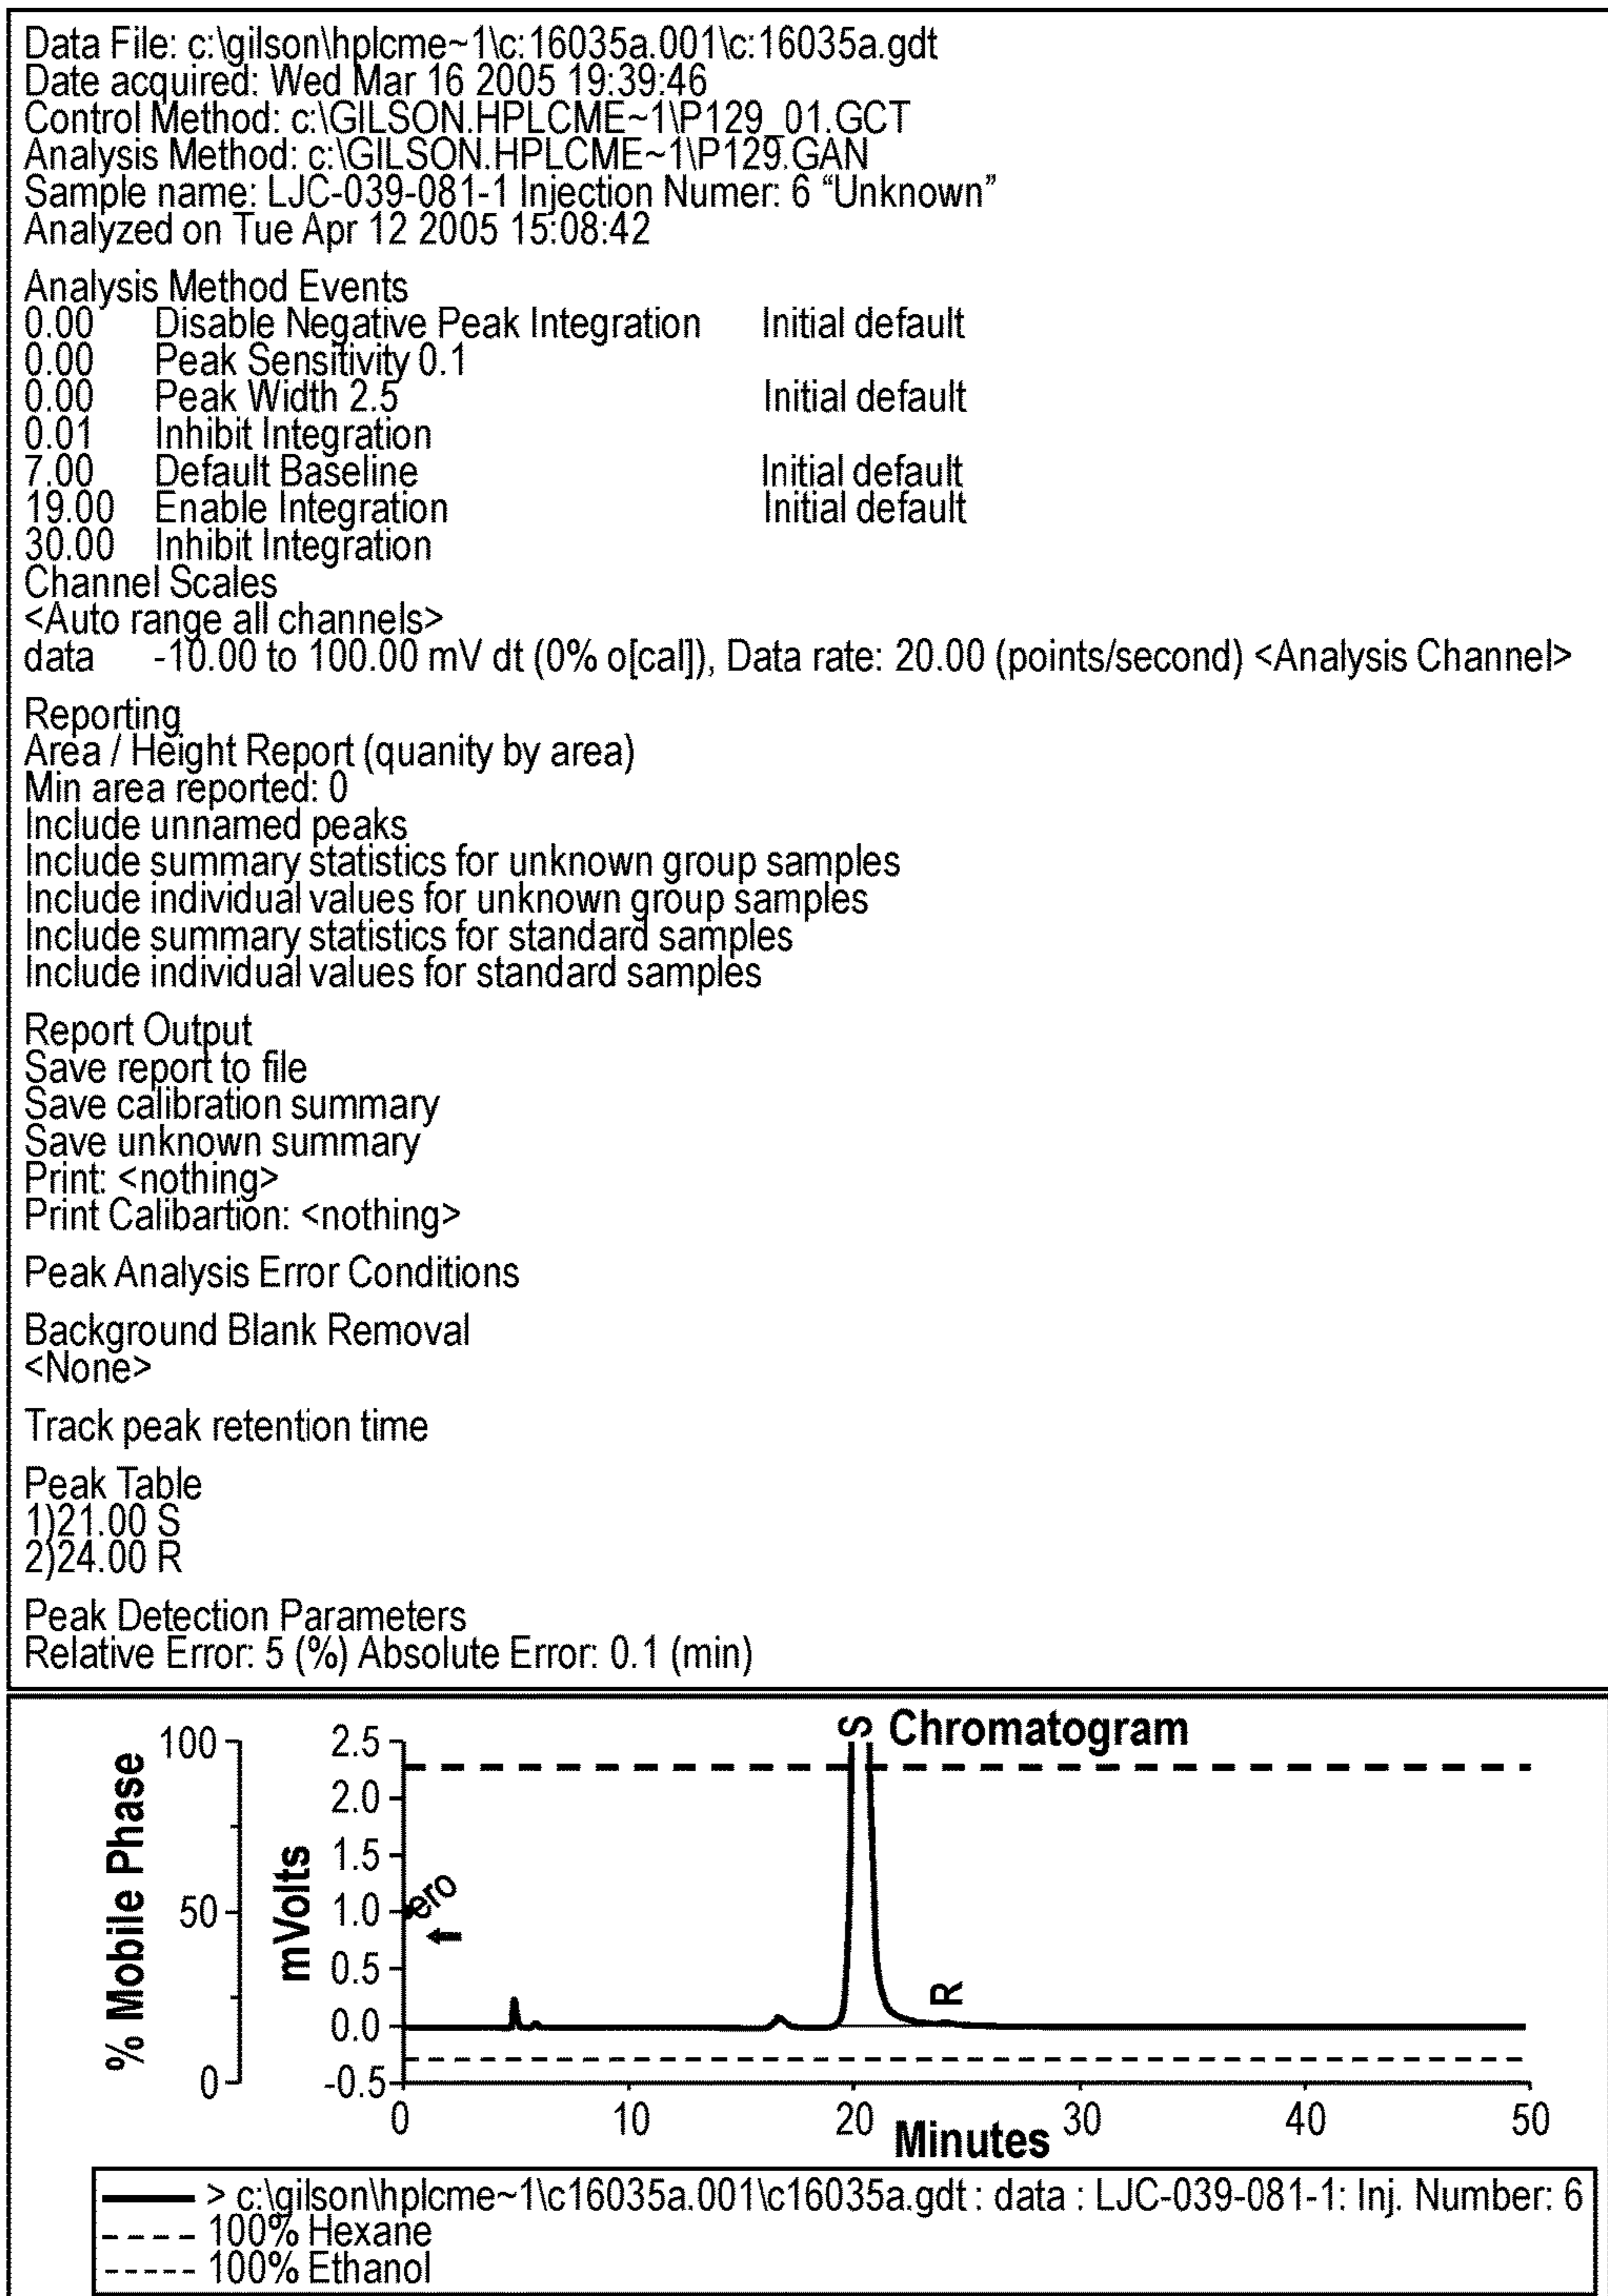 Data File: c:\gilson\hplcme~1\c:16035a.001\c:16035a.gdt
Date acquired: Wed Mar 16 2005 19:39:46
Control Method: c:\GILSON.HPLCME~1\P129_01.GCT
Analysis Method: c:\GILSON.HPLCME~1\P129.GAN
Sample name: LJC-039-081-1 Injection Numer: 6 “Unknown”
Analyzed on Tue Apr 12 2005 15:08:42
Analysis Method Events
0.00 Disable Negative Peak Integration Initial default
0.00 Peak Sensitivity 0.1
0.00 Peak Width 2.5 Initial default
0.01 Inhibit Integration
7.00 Default Baseline Initial default
19.00 Enable Integration Initial default
30.00 Inhibit Integration
Channel Scales
<Auto range all channels>
data -10.00 to 100.00 mV dt (0% o[cal]), Data rate: 20.00 (points/second) <Analysis Channel>
Reporting
Area / Height Report (quanity by area)
Min area reported: 0
Include unnamed peaks
Include summary statistics for unknown group samples
Include individual values for unknown group samples
Include summary statistics for standard samples
Include individual values for standard samples
Report Output
Save report to file
Save calibration summary
Save unknown summary
Print: <nothing>
Print Calibartion: <nothing>
Peak Analysis Error Conditions
Background Blank Removal
<None>
Track peak retention time
Peak Table
1)21.00 S
2)24.00 R
Peak Detection Parameters
Relative Error: 5 (%) Absolute Error: 0.1 (min)
S Chromatogram
% Mobile Phase
100
50
0
mVolts
2.5
2.0
1.5
1.0
0.5
0.0
-0.5
ero
R
0 10 20 30 40 50
Minutes
> c:\gilson\hplcme~1\c16035a.001\c16035a.gdt : data : LJC-039-081-1: Inj. Number: 6
100% Hexane
100% Ethanol